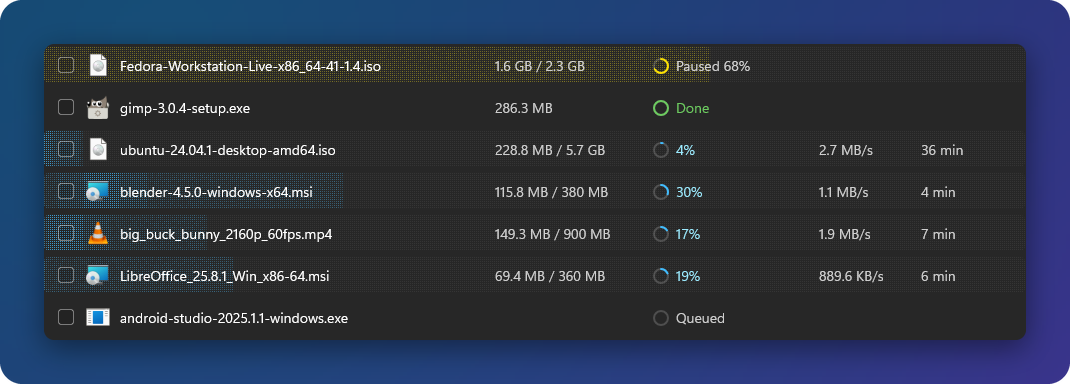 Fedora-Workstation-Live-x86_64-41-1.4.iso 1.6 GB / 2.3 GB Paused 68%
gimp-3.0.4-setup.exe 286.3 MB Done
ubuntu-24.04.1-desktop-amd64.iso 228.8 MB / 5.7 GB 4% 2.7 MB/s 36 min
blender-4.5.0-windows-x64.msi 115.8 MB / 380 MB 30% 1.1 MB/s 4 min
big_buck_bunny_2160p_60fps.mp4 149.3 MB / 900 MB 17% 1.9 MB/s 7 min
LibreOffice_25.8.1_Win_x86-64.msi 69.4 MB / 360 MB 19% 889.6 KB/s 6 min
android-studio-2025.1.1-windows.exe Queued